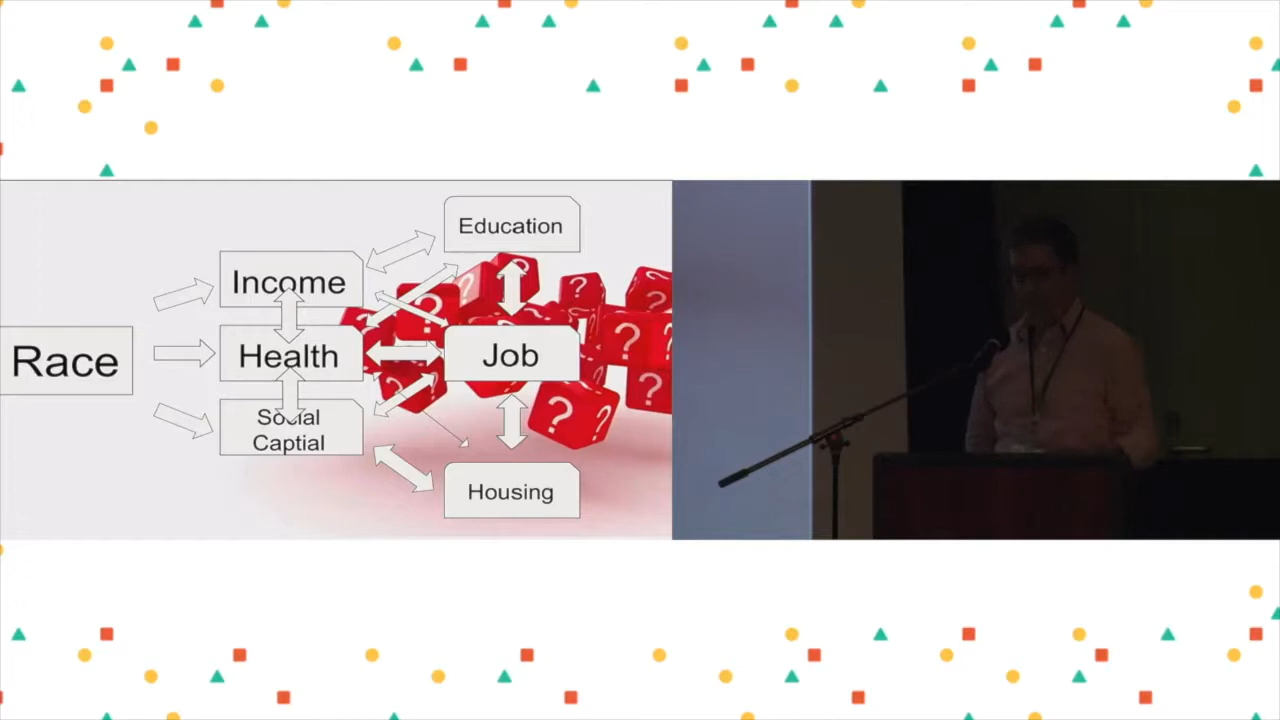 Education
Income
Race
Health
Job
Social
Captial
Housing
? ? ? ? ? ? ? ? ? ? ?